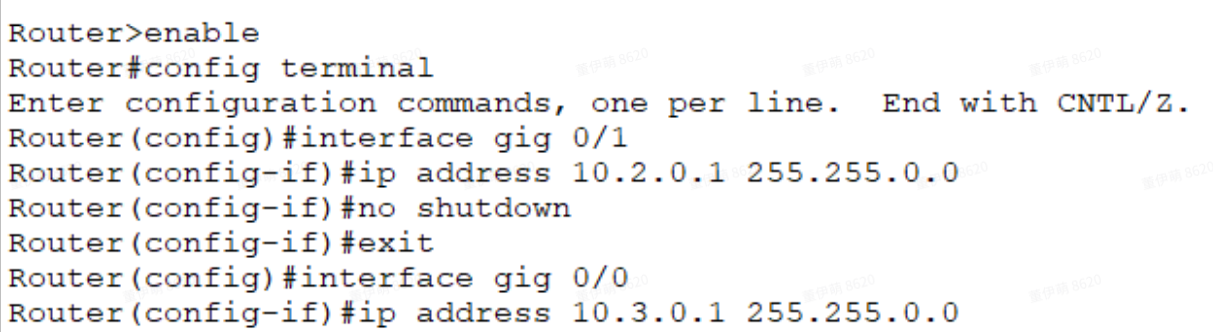 Router>enable
Router#config terminal
Enter configuration commands, one per line.  End with CNTL/Z.
Router(config)#interface gig 0/1
Router(config-if)#ip address 10.2.0.1 255.255.0.0
Router(config-if)#no shutdown
Router(config-if)#exit
Router(config)#interface gig 0/0
Router(config-if)#ip address 10.3.0.1 255.255.0.0